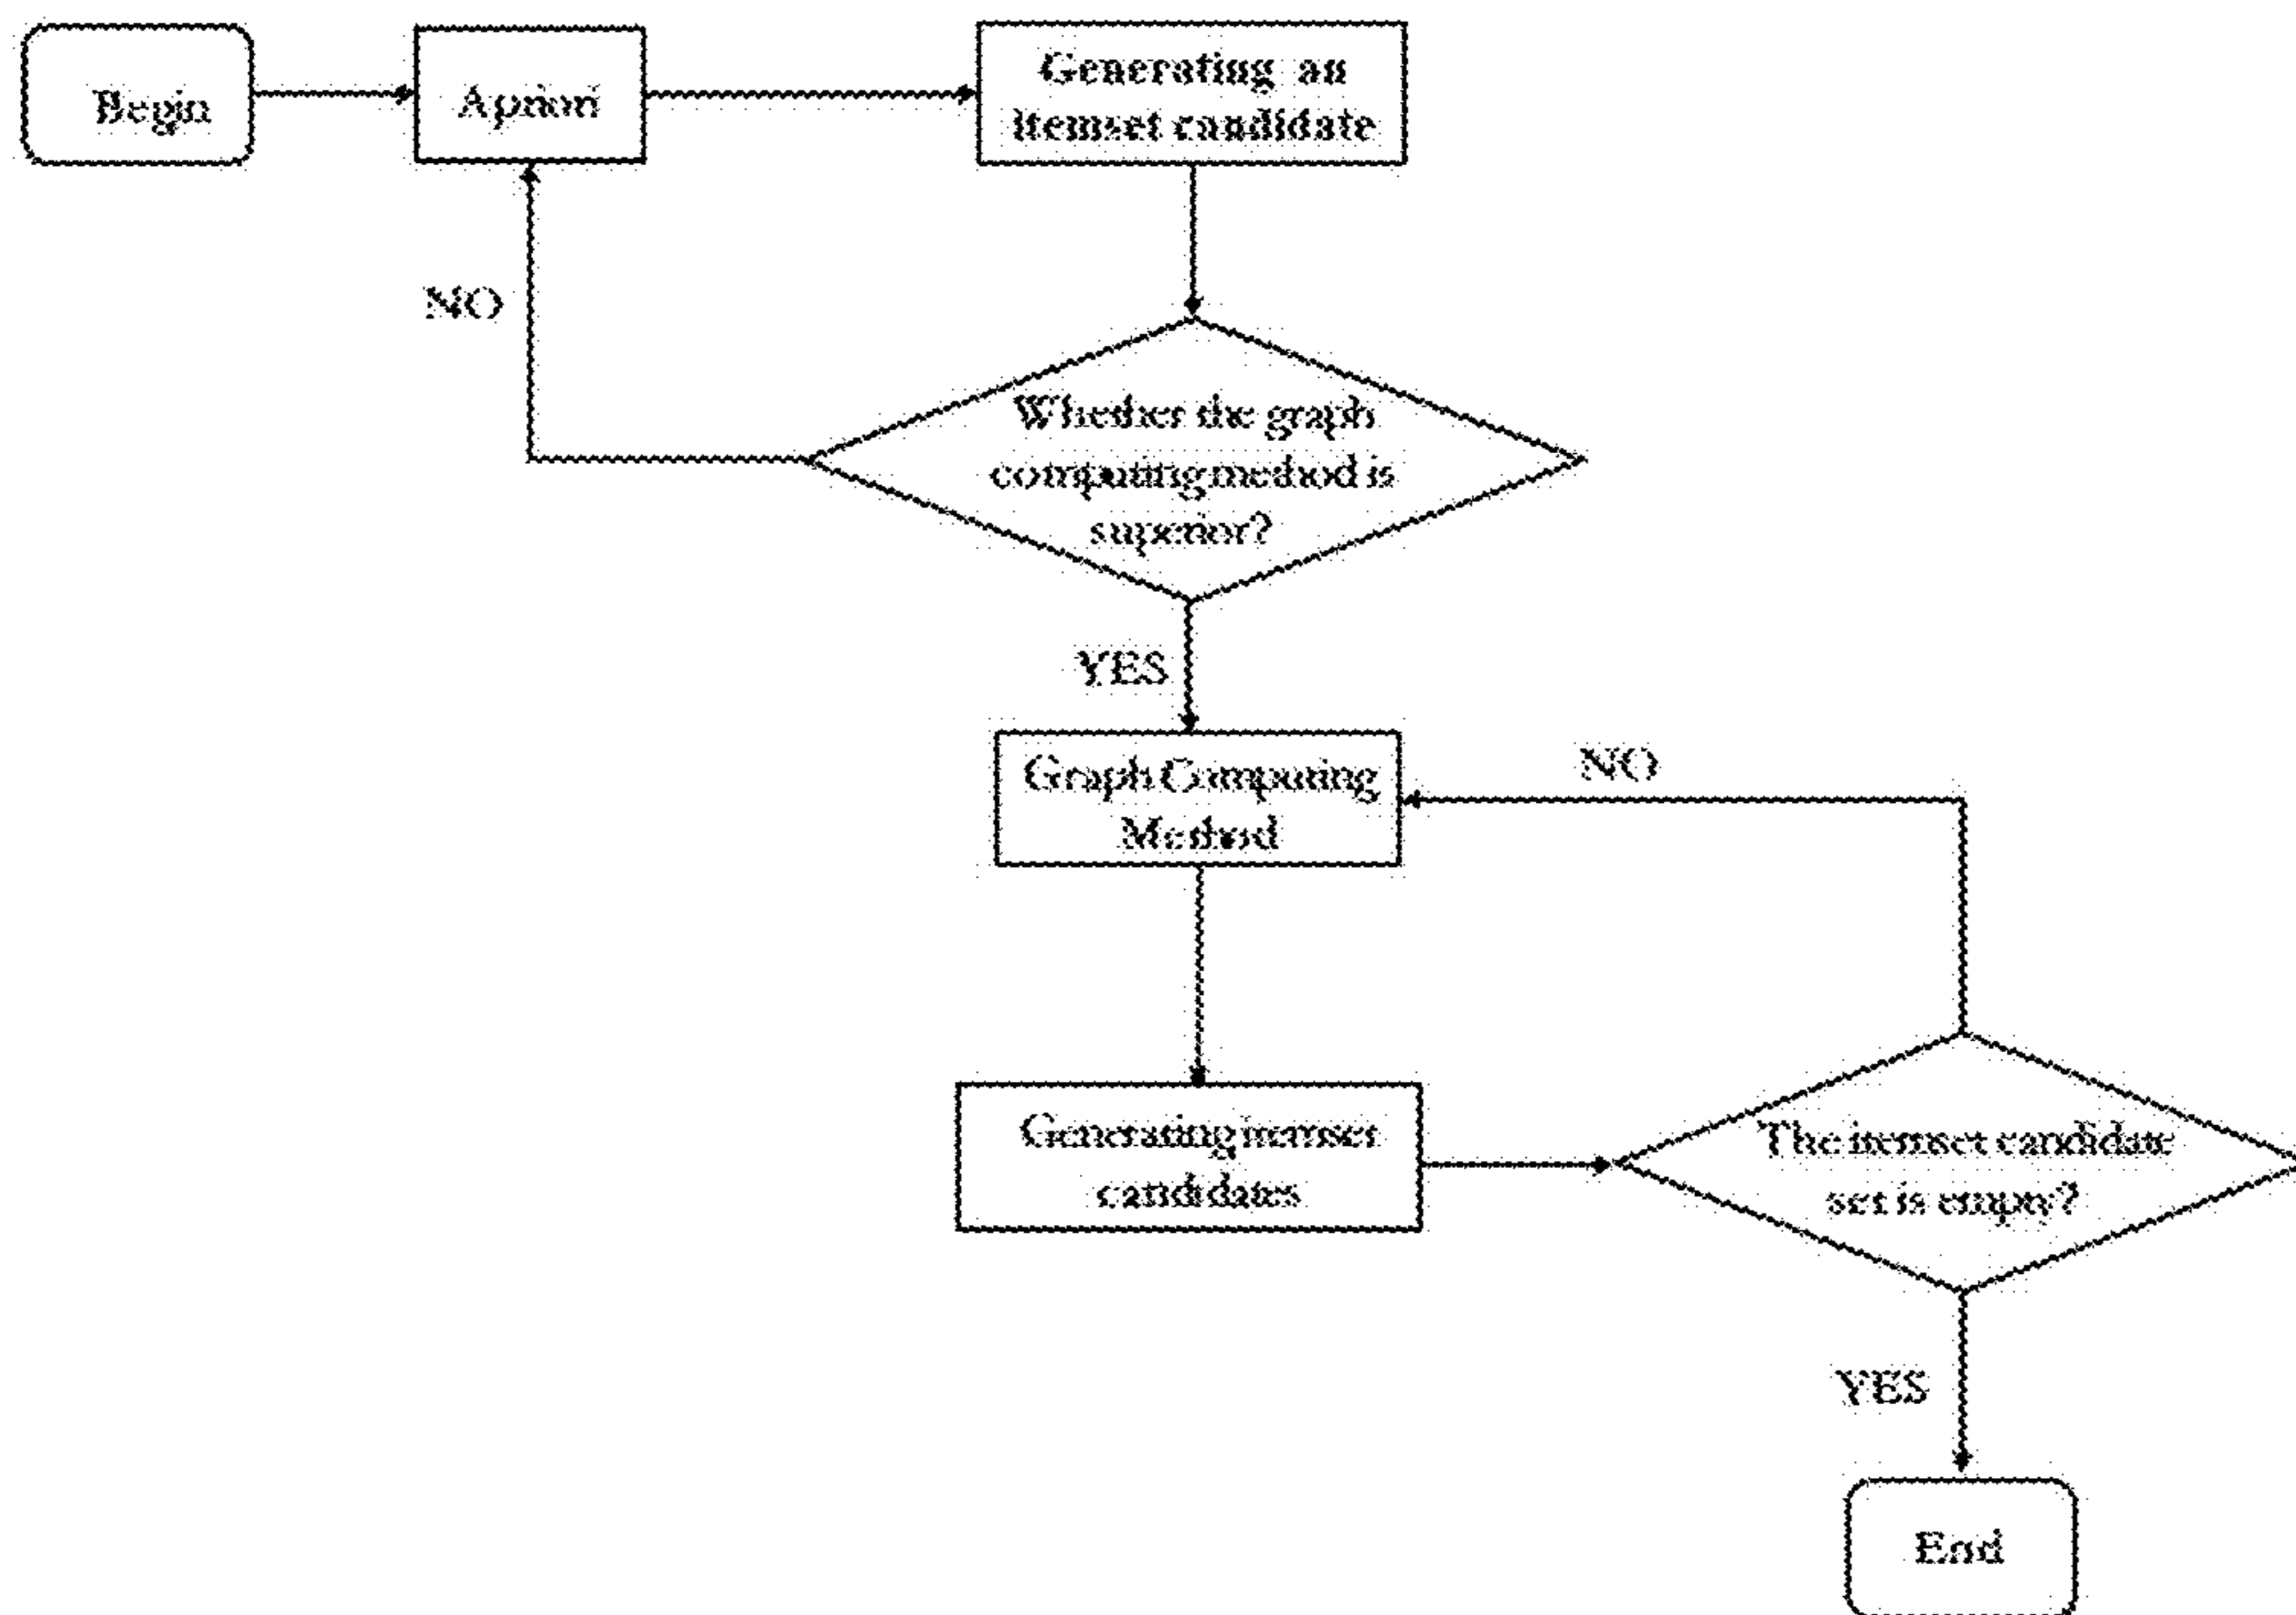 Begin
Apriori
Generating an
itemset candidate
NO
Whether the graph
computing method is
superior?
YES
Graph Computing
Method
NO
Generating itemset
candidates
The itemset candidate
set is empty?
YES
End